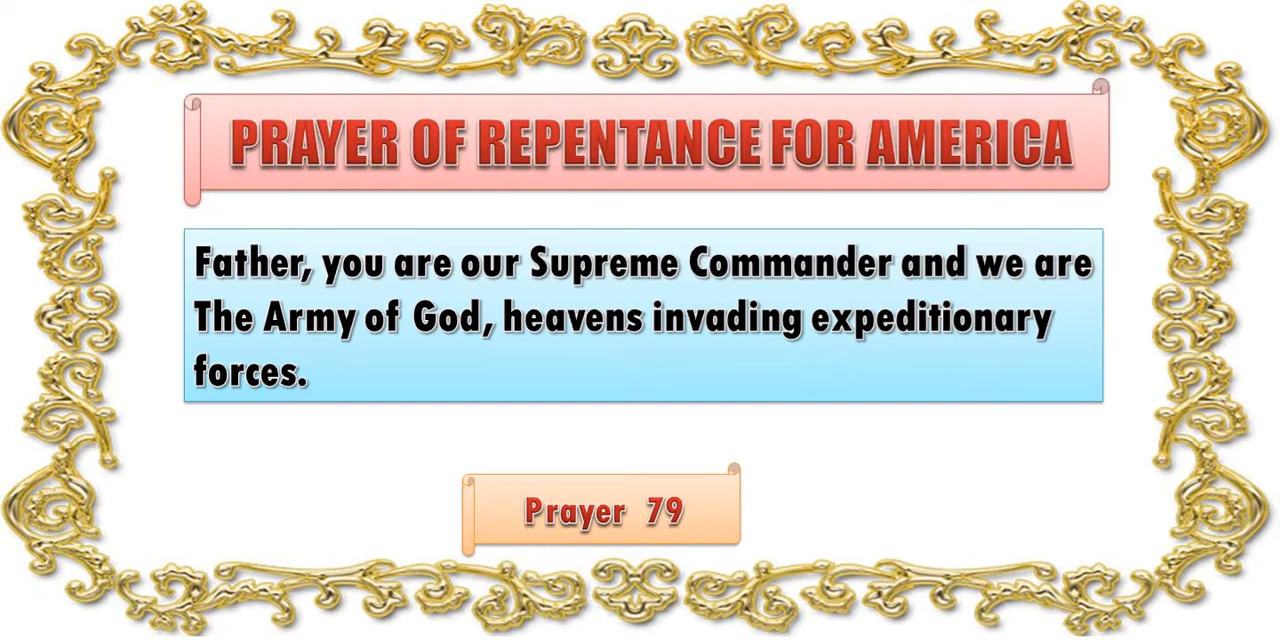 PRAYER OF REPENTANCE FOR AMERICA
Father, you are our Supreme Commander and we are
The Army of God, heavens invading expeditionary
forces.
Prayer 79